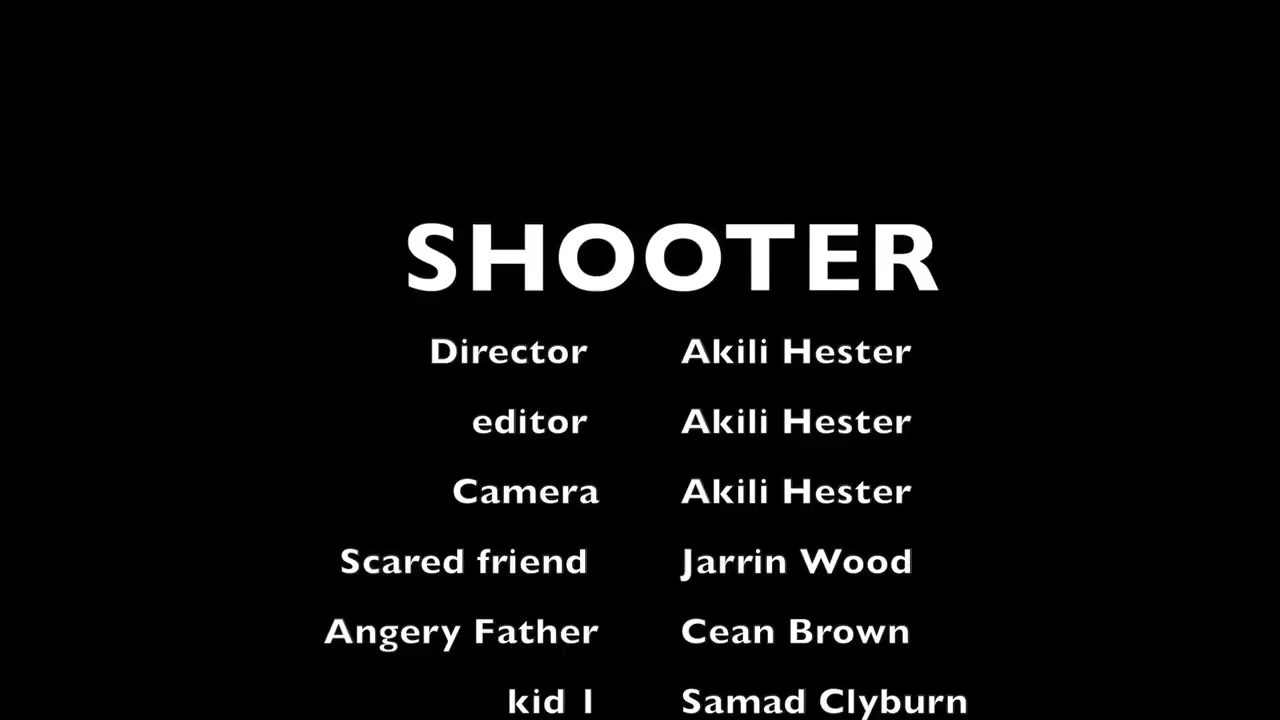 SHOOTER
Director Akili Hester
editor Akili Hester
Camera Akili Hester
Scared friend Jarrin Wood
Angery Father Cean Brown
kid 1 Samad Clyburn